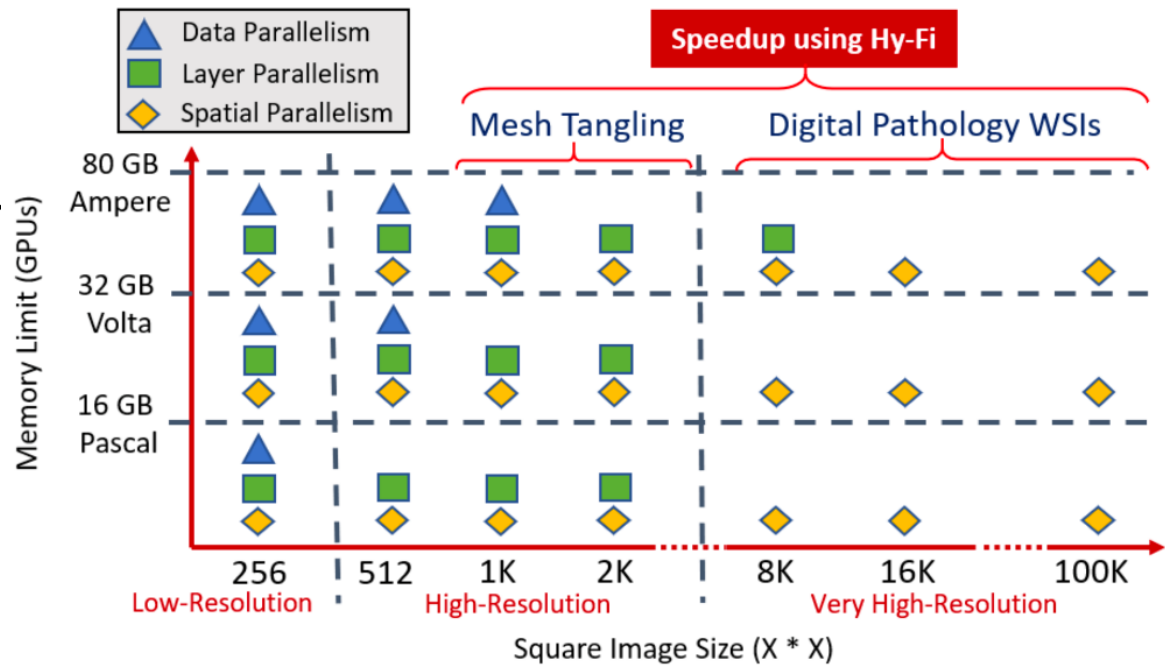 Data Parallelism
Layer Parallelism
Spatial Parallelism
Speedup using Hy-Fi
Mesh Tangling
Digital Pathology WSIs
Memory Limit (GPUs)
80 GB
Ampere
32 GB
Volta
16 GB
Pascal
256 512 1K 2K 8K 16K 100K
Low-Resolution High-Resolution Very High-Resolution
Square Image Size (X * X)